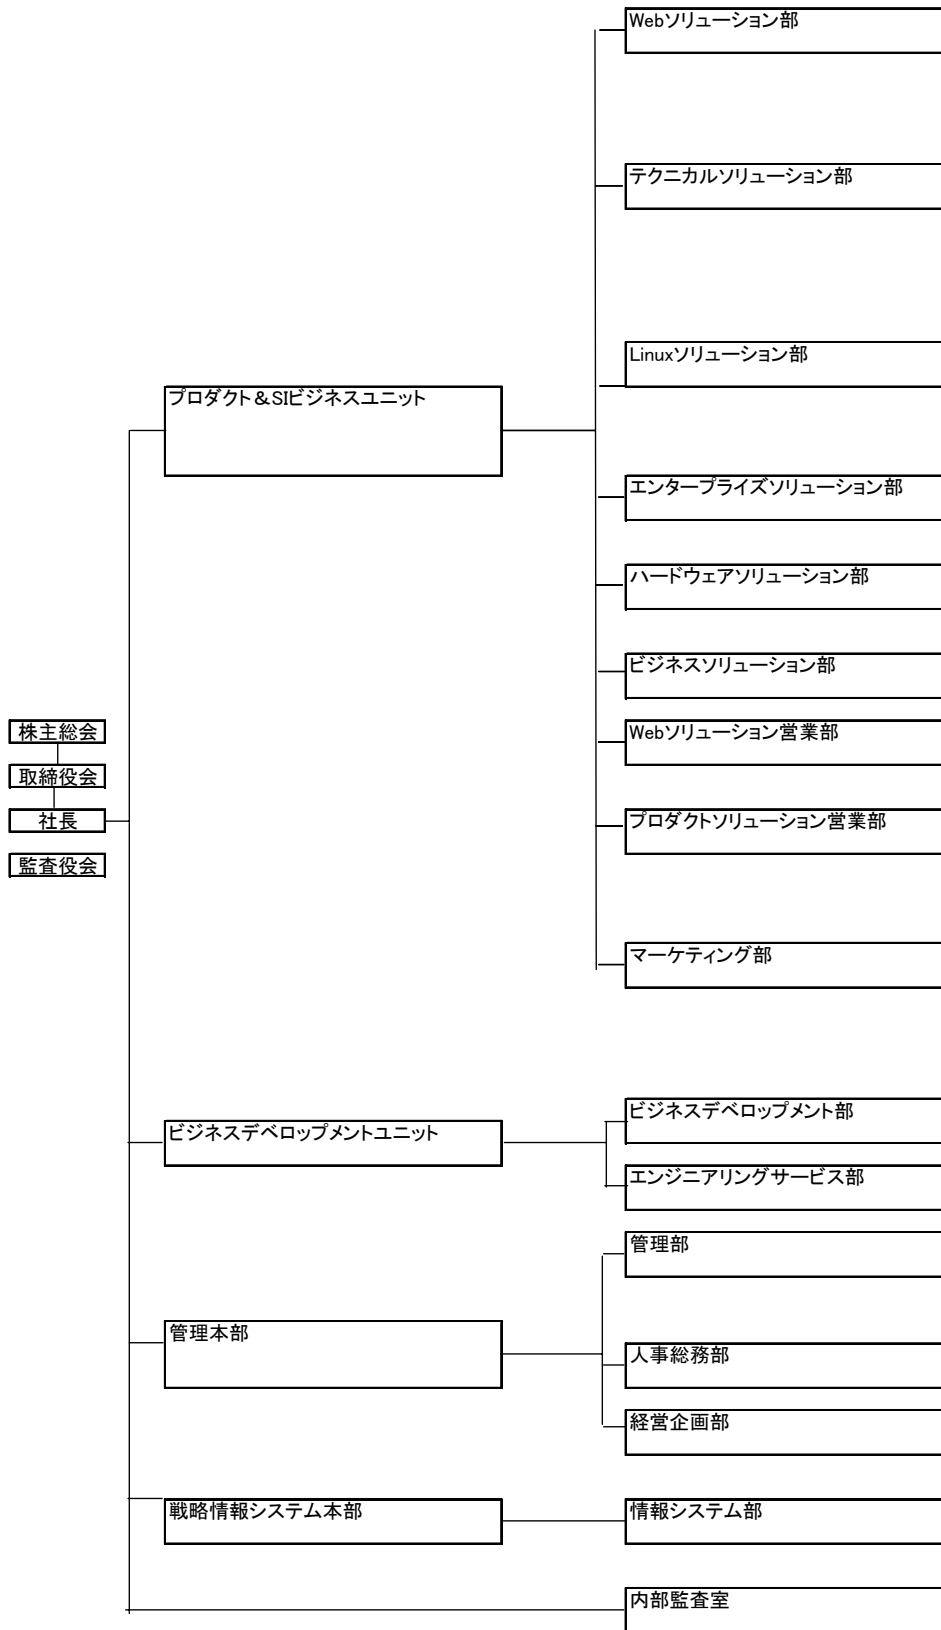 株主総会
取締役会
社長
監査役会
プロダクト&SIビジネスユニット
Webソリューション部
テクニカルソリューション部
Linuxソリューション部
エンタープライズソリューション部
ハードウェアソリューション部
ビジネスソリューション部
Webソリューション営業部
プロダクトソリューション営業部
マーケティング部
ビジネスデベロップメントユニット
ビジネスデベロップメント部
エンジニアリングサービス部
管理本部
管理部
人事総務部
経営企画部
戦略情報システム本部
情報システム部
内部監査室